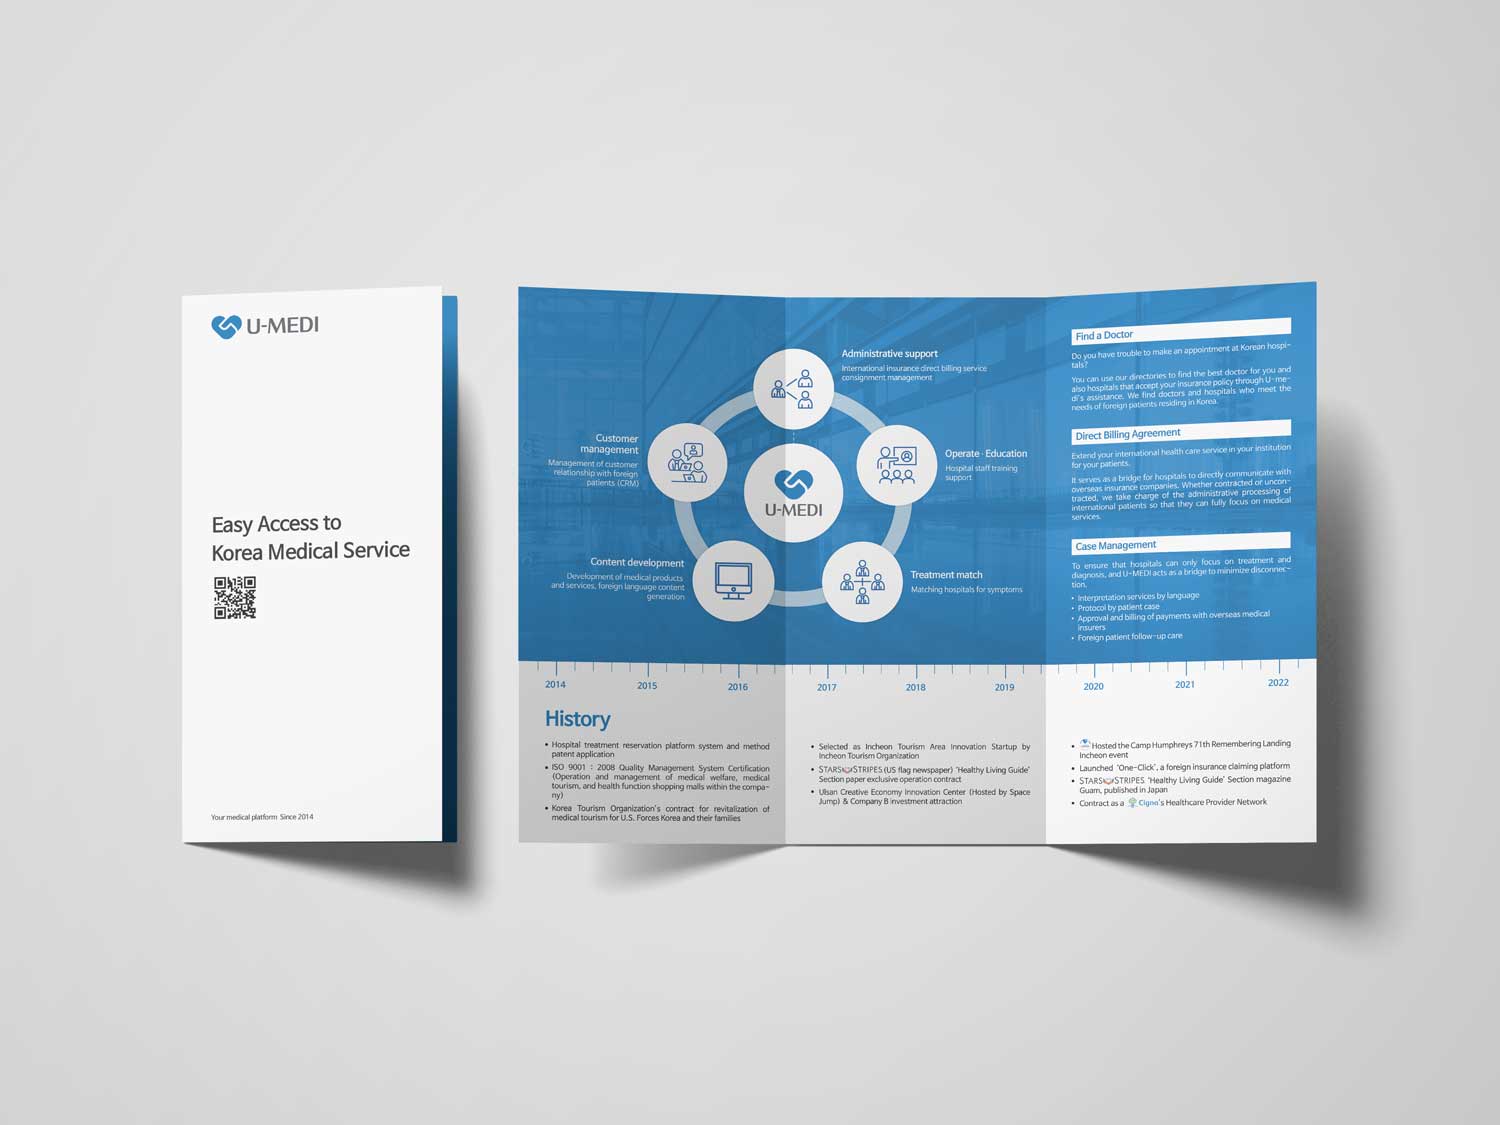 U-MEDI
Easy Access to
Korea Medical Service
Your medical platform Since 2014
Administrative support
International insurance direct billing service
consignment management
Customer
management
Management of customer
relationship with foreign
patients (CRM)
Operate · Education
Hospital staff training
support
U-MEDI
Content development
Development of medical products
and services, foreign language content
generation
Treatment match
Matching hospitals for symptoms
Find a Doctor
Do you have trouble to make an appointment at Korean hospi-
tals?
You can use our directories to find the best doctor for you and
also hospitals that accept your insurance policy through U-me-
di's assistance. We find doctors and hospitals who meet the
needs of foreign patients residing in Korea.
Direct Billing Agreement
Extend your international health care service in your institution
for your patients.
It serves as a bridge for hospitals to directly communicate with
overseas insurance companies. Whether contracted or uncon-
tracted, we take charge of the administrative processing of
international patients so that they can fully focus on medical
services.
Case Management
To ensure that hospitals can only focus on treatment and
diagnosis, and U-MEDI acts as a bridge to minimize disconnec-
tion.
• Interpretation services by language
• Protocol by patient case
• Approval and billing of payments with overseas medical
insurers
• Foreign patient follow-up care
2014 2015 2016 2017 2018 2019 2020 2021 2022
History
• Hospital treatment reservation platform system and method
patent application
• ISO 9001 : 2008 Quality Management System Certification
(Operation and management of medical welfare, medical
tourism, and health function shopping malls within the compa-
ny)
• Korea Tourism Organization's contract for revitalization of
medical tourism for U.S. Forces Korea and their families
• Selected as Incheon Tourism Area Innovation Startup by
Incheon Tourism Organization
• STARS STRIPES (US flag newspaper) 'Healthy Living Guide'
Section paper exclusive operation contract
• Ulsan Creative Economy Innovation Center (Hosted by Space
Jump) & Company B investment attraction
• Hosted the Camp Humphreys 71th Remembering Landing
Incheon event
• Launched 'One-Click', a foreign insurance claiming platform
• STARS STRIPES 'Healthy Living Guide' Section magazine
Guam, published in Japan
• Contract as a Cigna's Healthcare Provider Network